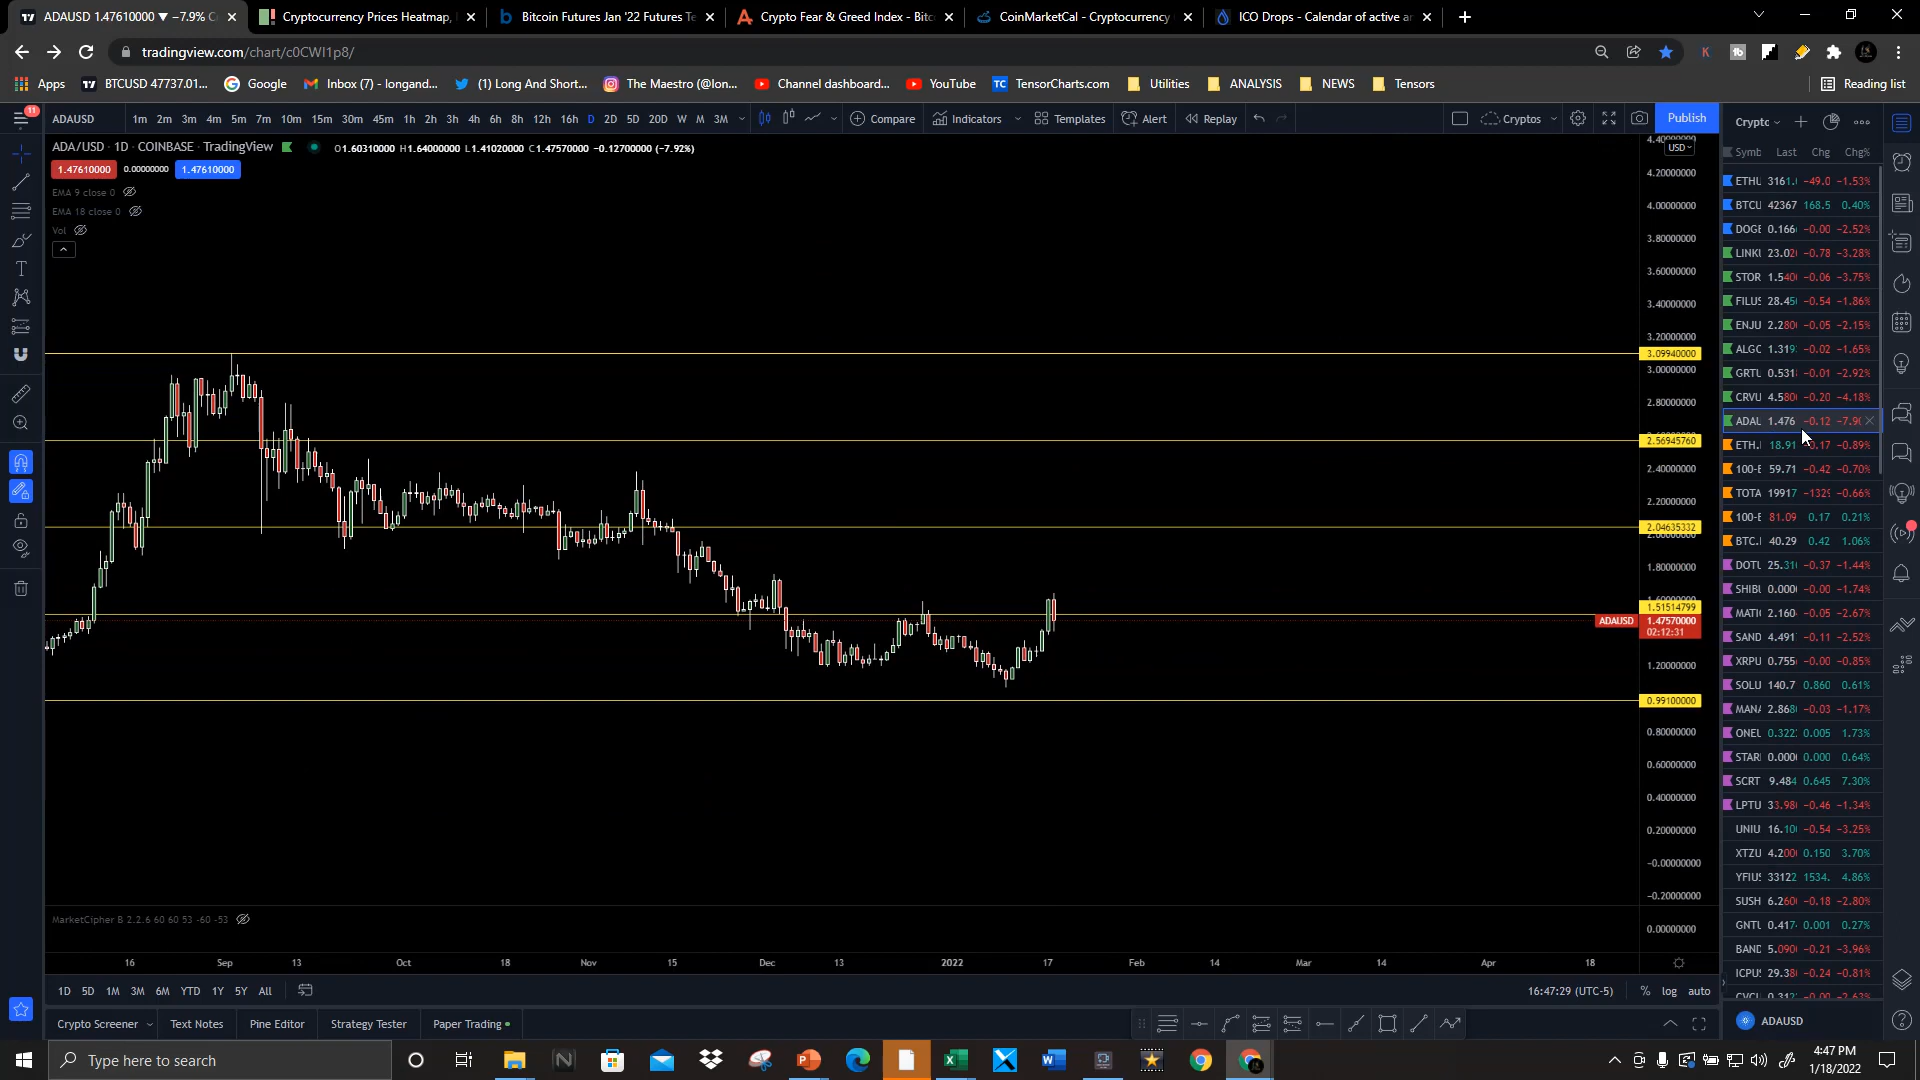 ADAUSD 1.47610000 ▼ −7.9% C
Cryptocurrency Prices Heatmap,
Bitcoin Futures Jan '22 Futures Te
Crypto Fear & Greed Index - Bitc
CoinMarketCal - Cryptocurrency
ICO Drops - Calendar of active an
tradingview.com/chart/c0CWI1p8/
Apps
BTCUSD 47737.01...
Google
Inbox (7) - longand...
(1) Long And Short...
The Maestro (@lon...
Channel dashboard...
YouTube
TensorCharts.com
Utilities
ANALYSIS
NEWS
Tensors
Reading list
11
ADAUSD
1m 2m 3m 4m 5m 7m 10m 15m 30m 45m 1h 2h 3h 4h 6h 8h 12h 16h D 2D 5D 20D W M 3M
Compare
Indicators
Templates
Alert
Replay
Cryptos
Publish
ADA/USD · 1D · COINBASE · TradingView
O1.60310000 H1.64000000 L1.41020000 C1.47570000 −0.12700000 (−7.92%)
1.47610000 0.00000000 1.47610000
EMA 9 close 0
EMA 18 close 0
Vol
USD
4.20000000
4.00000000
3.80000000
3.60000000
3.40000000
3.20000000
3.09940000
3.00000000
2.80000000
2.56945760
2.40000000
2.20000000
2.04635332
1.80000000
1.51514799
ADAUSD 1.47570000
02:12:31
1.20000000
0.99100000
0.80000000
0.60000000
0.40000000
0.20000000
−0.00000000
−0.20000000
MarketCipher B 2.2.6 60 60 53 -60 -53
0.00000000
16 Sep 13 Oct 18 Nov 15 Dec 13 2022 17 Feb 14 Mar 14 Apr 18
1D 5D 1M 3M 6M YTD 1Y 5Y All
16:47:29 (UTC-5)
% log auto
Crypto Screener
Text Notes
Pine Editor
Strategy Tester
Paper Trading
Crypto
Symb Last Chg Chg%
ETHU 3161.0 −49.0 −1.53%
BTCU 42367 168.5 0.40%
DOGE 0.166 −0.00 −2.52%
LINKU 23.02 −0.78 −3.28%
STOR 1.540 −0.06 −3.75%
FILUS 28.45 −0.54 −1.86%
ENJU 2.280 −0.05 −2.15%
ALGC 1.319 −0.02 −1.65%
GRTU 0.531 −0.01 −2.92%
CRVU 4.580 −0.20 −4.18%
ADAU 1.476 −0.12 −7.90
ETH. 18.91 0.17 −0.89%
100-E 59.71 −0.42 −0.70%
TOTA 19917 −1329 −0.66%
100-E 81.09 0.17 0.21%
BTC. 40.29 0.42 1.06%
DOTU 25.31 −0.37 −1.44%
SHIBU 0.000 −0.00 −1.74%
MATIC 2.160 −0.05 −2.67%
SAND 4.491 −0.11 −2.52%
XRPU 0.755 −0.00 −0.85%
SOLU 140.7 0.860 0.61%
MANA 2.868 −0.03 −1.17%
ONEU 0.322 0.005 1.73%
STAR 0.000 0.000 0.64%
SCRT 9.484 0.645 7.30%
LPTU 33.98 −0.46 −1.34%
UNIU 16.10 −0.54 −3.25%
XTZU 4.200 0.150 3.70%
YFIUS 33122 1534. 4.86%
SUSH 6.260 −0.18 −2.80%
GNTL 0.417 0.001 0.27%
BAND 5.090 −0.21 −3.96%
ICPUS 29.38 −0.24 −0.81%
ADAUSD
Type here to search
4:47 PM
1/18/2022